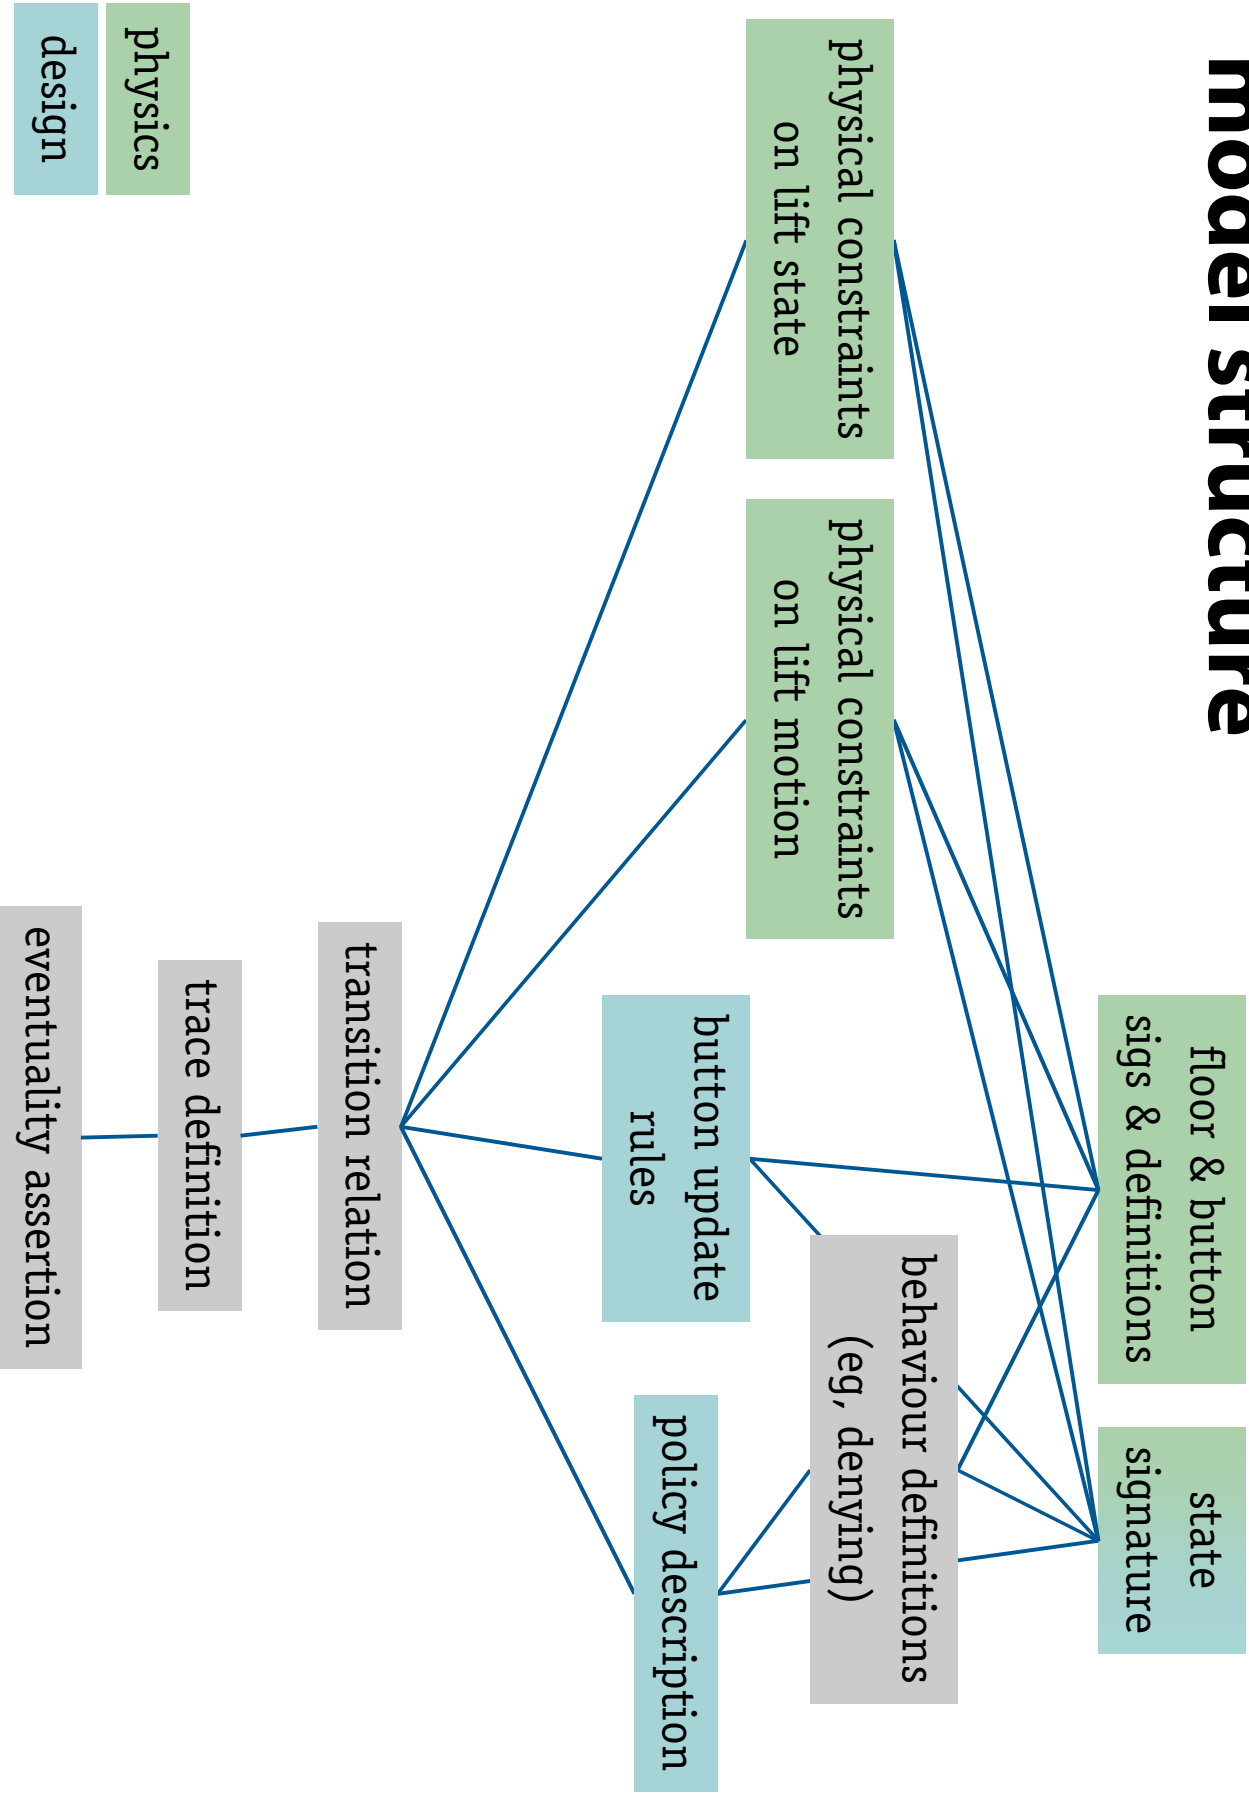 model structure
floor & button
sigs & definitions
state
signature
behaviour definitions
(eg, denying)
physical constraints
on lift state
physical constraints
on lift motion
button update
rules
policy description
transition relation
trace definition
eventuality assertion
physics
design